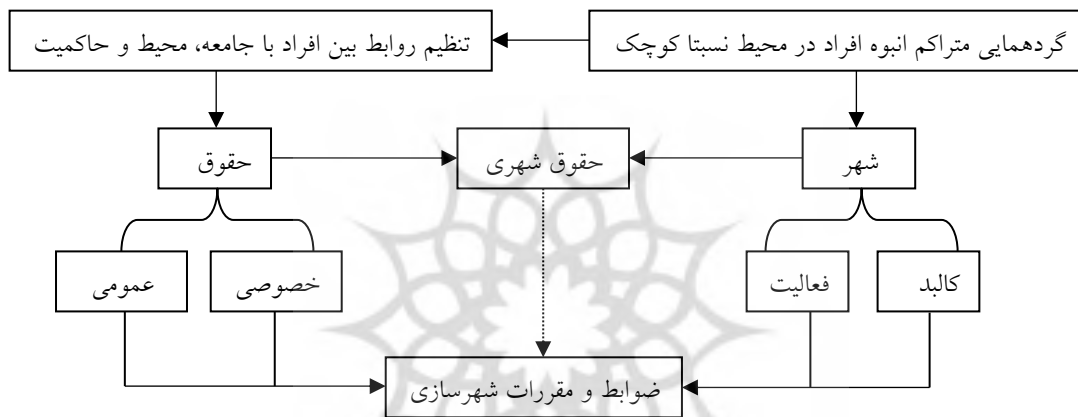 گردهمایی متراکم انبوه افراد در محیط نسبتا کوچک
تنظیم روابط بین افراد با جامعه، محیط و حاکمیت
شهر
حقوق شهری
حقوق
کالبد
فعالیت
خصوصی
عمومی
ضوابط و مقررات شهرسازی